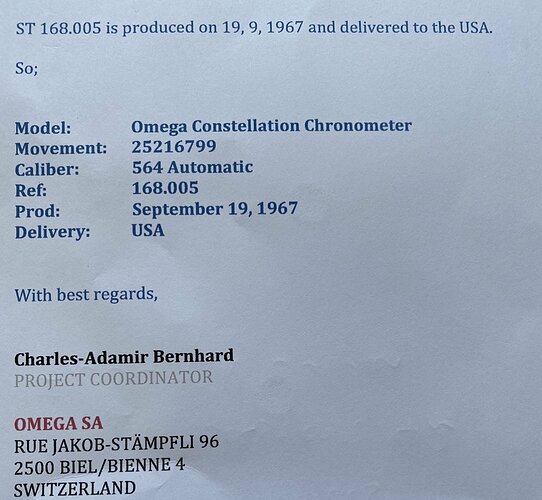 ST 168.005 is produced on 19, 9, 1967 and delivered to the USA.
So;
Model: Omega Constellation Chronometer
Movement: 25216799
Caliber: 564 Automatic
Ref: 168.005
Prod: September 19, 1967
Delivery: USA
With best regards,
Charles-Adamir Bernhard
PROJECT COORDINATOR
OMEGA SA
RUE JAKOB-STÄMPFLI 96
2500 BIEL/BIENNE 4
SWITZERLAND